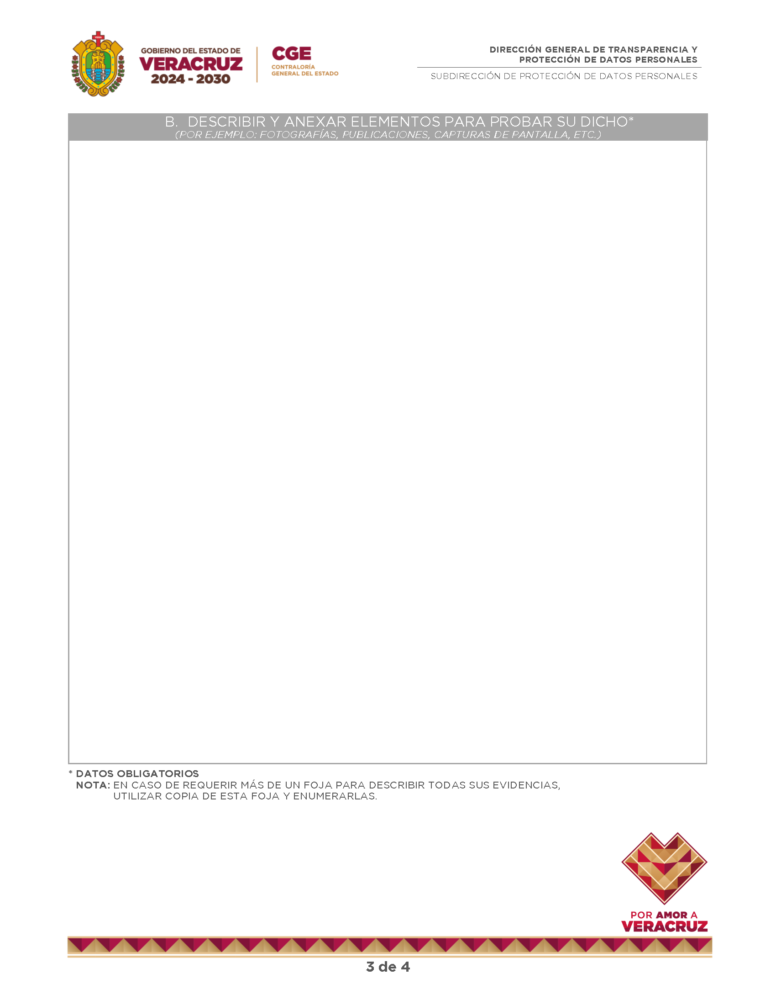 VERA
GOBIERNO DEL ESTADO DE
VERACRUZ
2024 - 2030
CGE
CONTRALORÍA
GENERAL DEL ESTADO
DIRECCIÓN GENERAL DE TRANSPARENCIA Y
PROTECCIÓN DE DATOS PERSONALES
SUBDIRECCIÓN DE PROTECCIÓN DE DATOS PERSONALES
B. DESCRIBIR Y ANEXAR ELEMENTOS PARA PROBAR SU DICHO*
(POR EJEMPLO: FOTOGRAFÍAS, PUBLICACIONES, CAPTURAS DE PANTALLA, ETC.)
* DATOS OBLIGATORIOS
NOTA: EN CASO DE REQUERIR MÁS DE UN FOJA PARA DESCRIBIR TODAS SUS EVIDENCIAS,
UTILIZAR COPIA DE ESTA FOJA Y ENUMERARLAS.
POR AMOR A
VERACRUZ
3 de 4